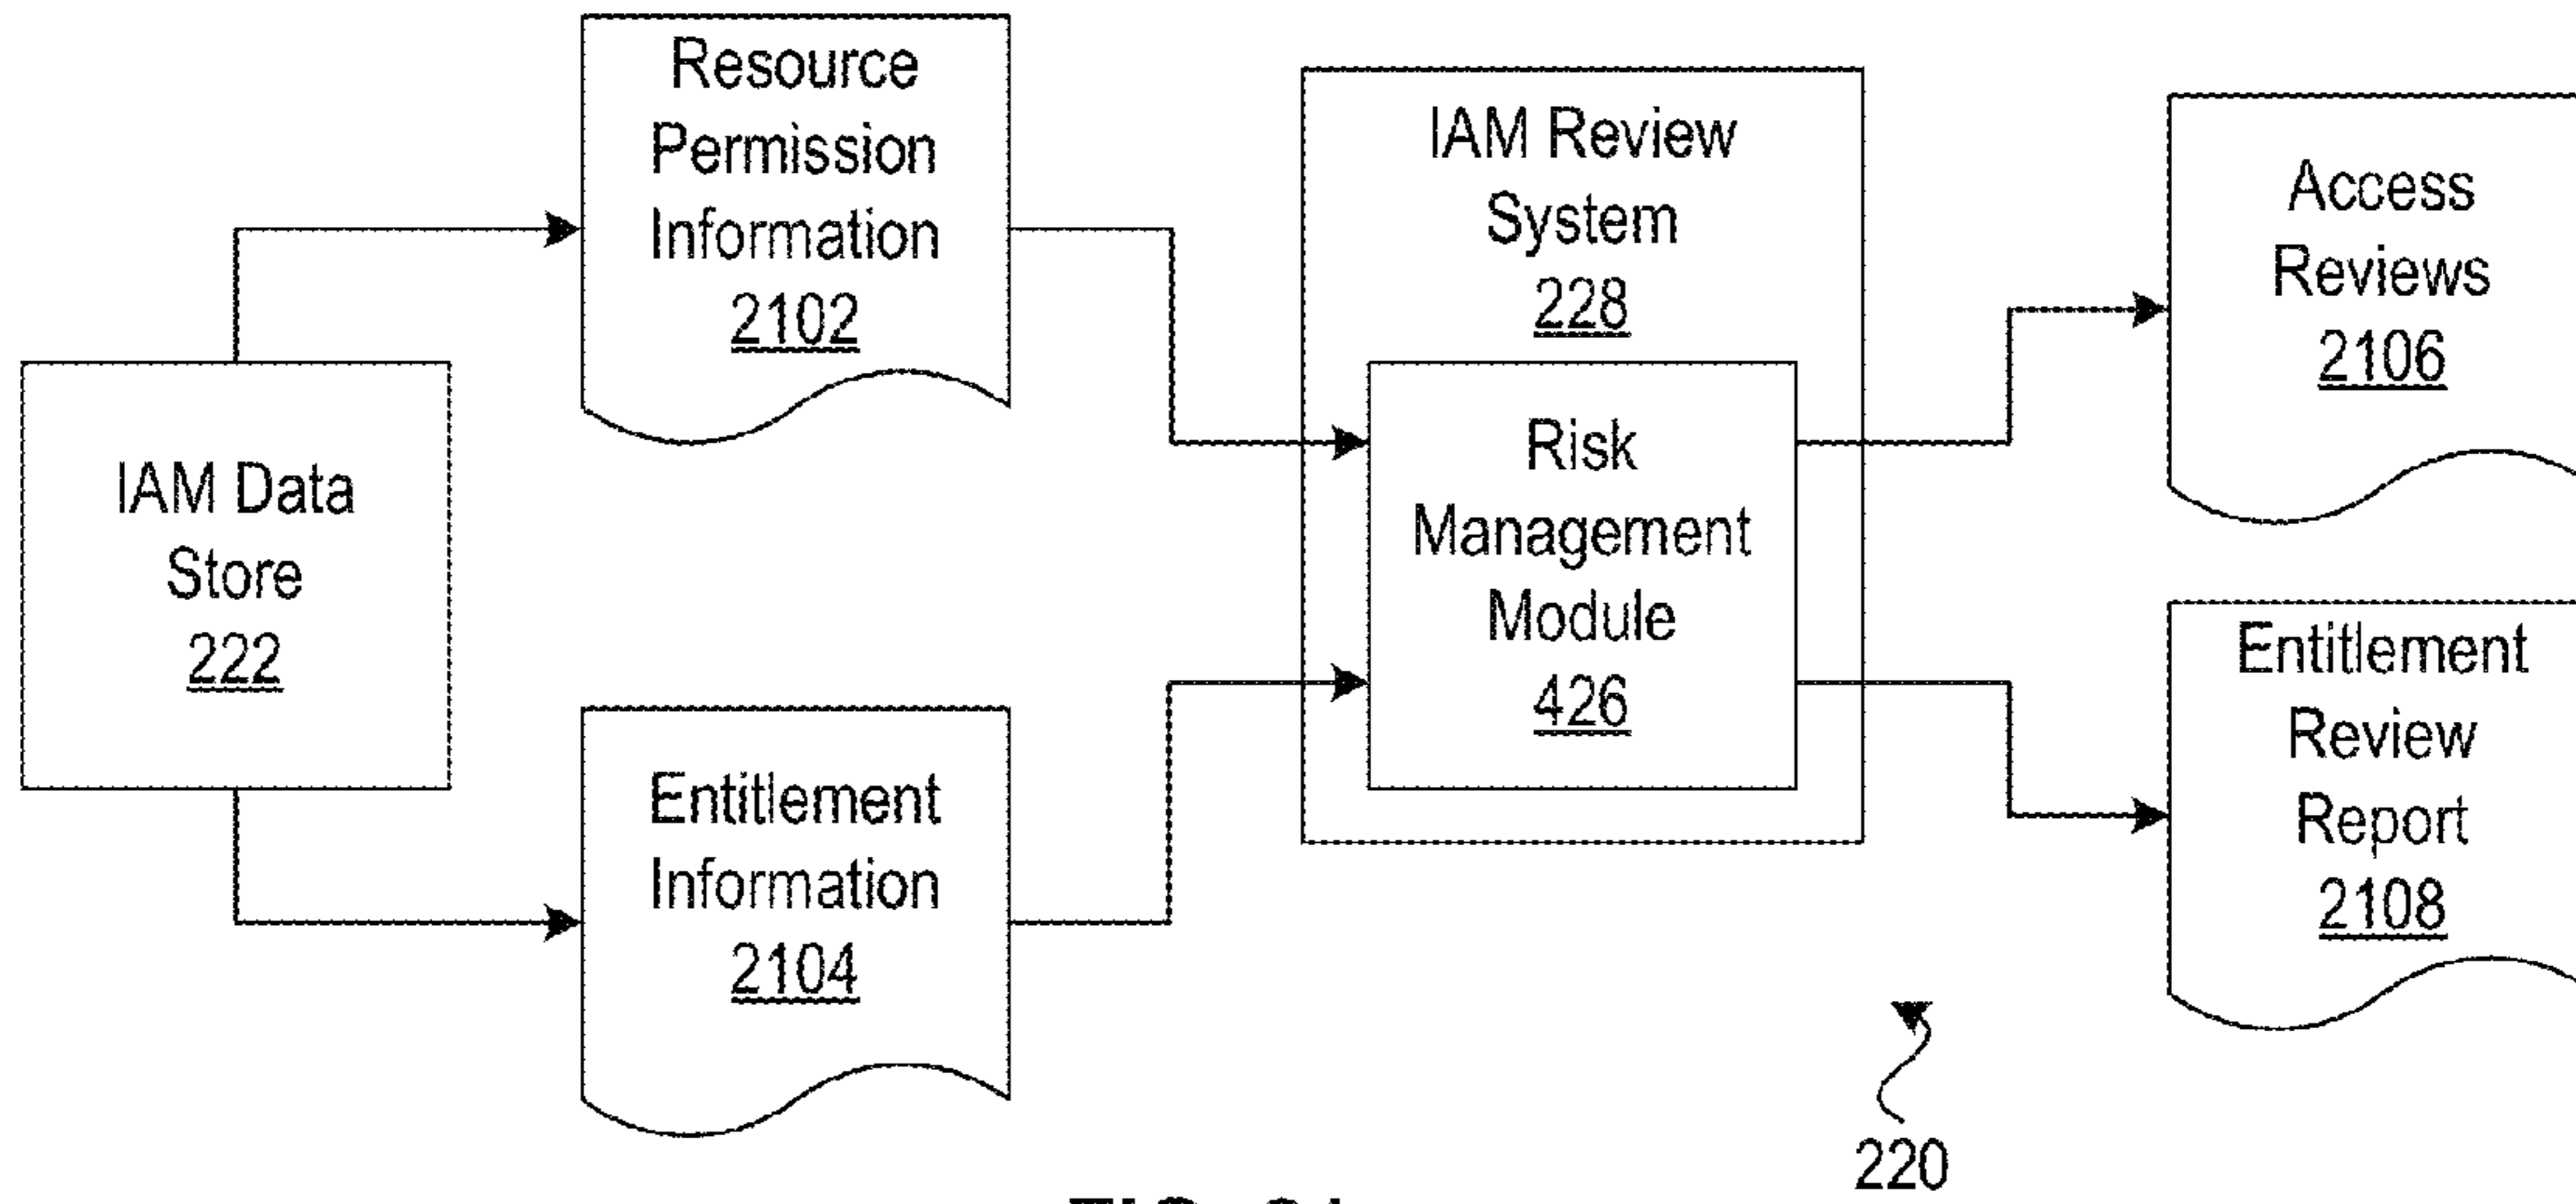 Resource
Permission
Information
2102
IAM Data
Store
222
Entitlement
Information
2104
IAM Review
System
228
Risk
Management
Module
426
Access
Reviews
2106
Entitlement
Review
Report
2108
220